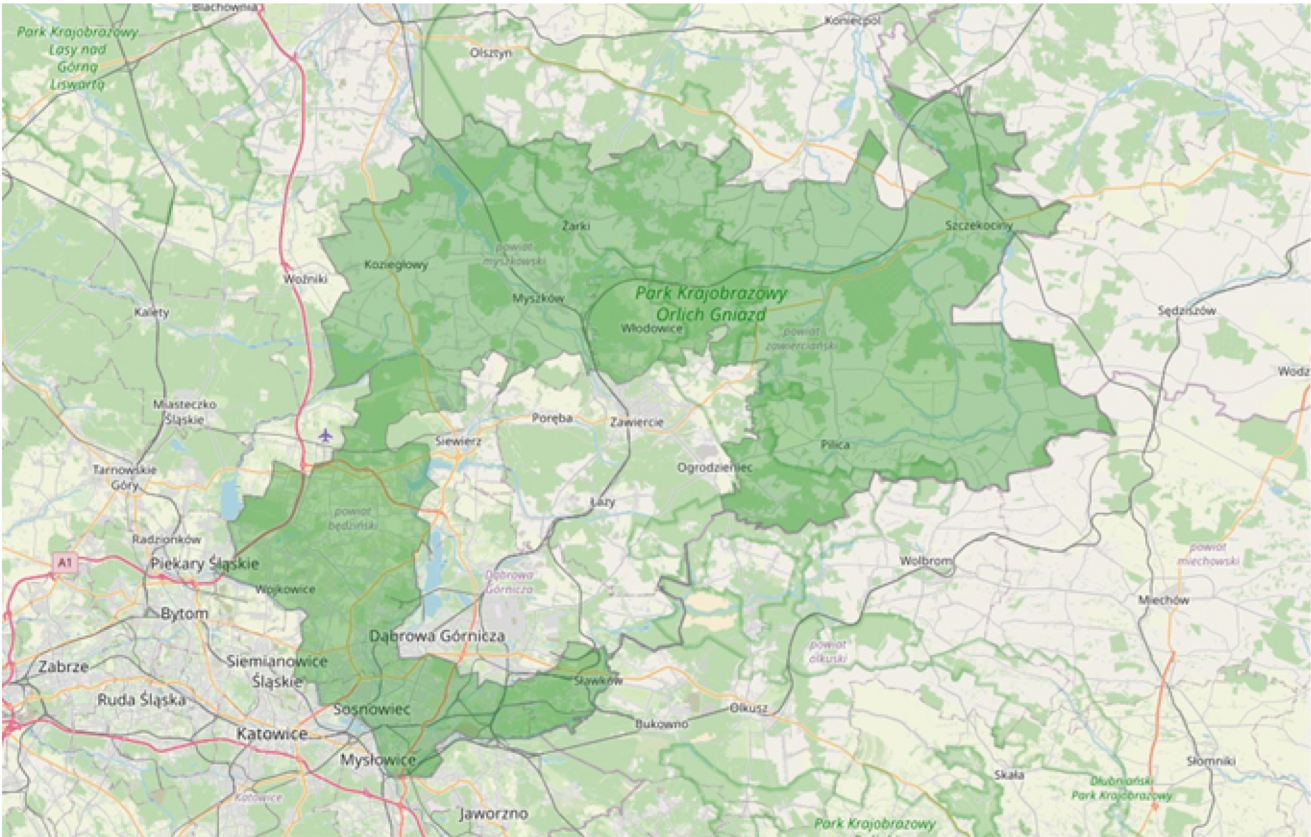 Blachownia
Koniecpol
Park Krajobrazowy
Lasy nad
Górną
Liswartą
Olsztyn
Żarki
Szczekociny
powiat
myszkowski
Koziegłowy
Woźniki
Myszków
Park Krajobrazowy
Orlich Gniazd
Kalety
Włodowice
powiat
zawierciański
Sędziszów
Wodz
Miasteczko
Śląskie
Poręba
Zawiercie
Siewierz
Pilica
Tarnowskie
Góry
Ogrodzieniec
Łazy
powiat
będziński
Radzionków
A1
Piekary Śląskie
Wojkowice
Dąbrowa
Górnicza
Wolbrom
powiat
miechowski
Bytom
Miechów
Dąbrowa Górnicza
powiat
olkuski
Zabrze
Siemianowice
Śląskie
Sławków
Ruda Śląska
Sosnowiec
Bukowno
Olkusz
Katowice
Mysłowice
Słomniki
Skała
Dłubniański
Park Krajobrazowy
Katowice
Jaworzno
Park Krajobrazowy